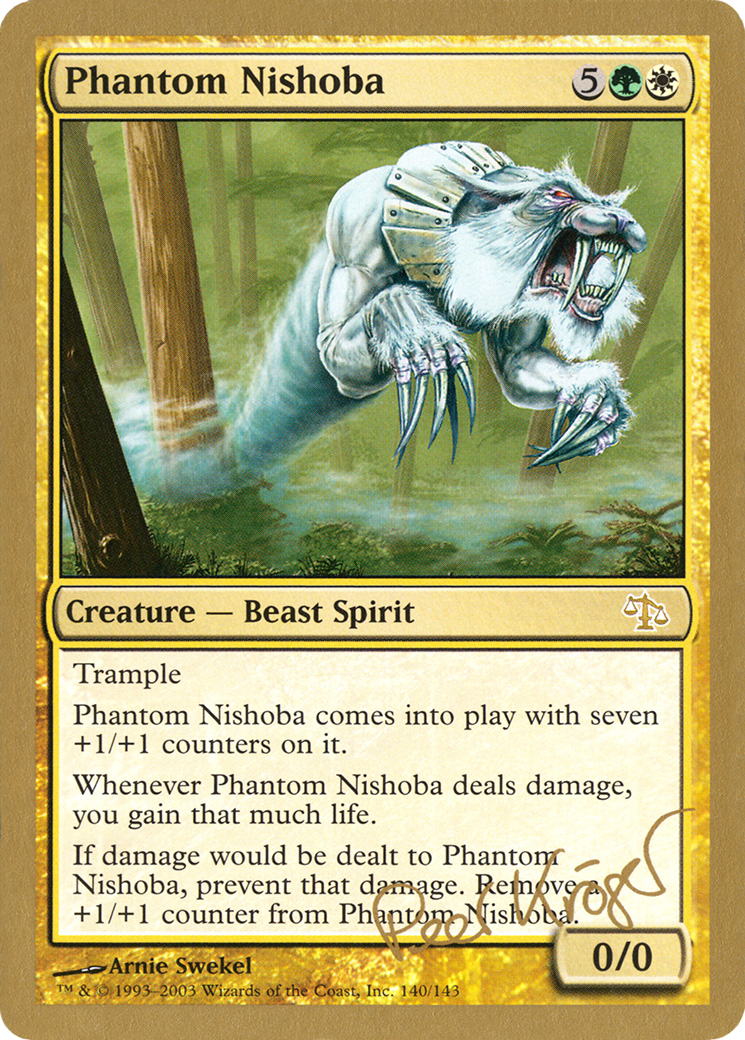 Phantom Nishoba 5
Creature — Beast Spirit
Trample
Phantom Nishoba comes into play with seven
+1/+1 counters on it.
Whenever Phantom Nishoba deals damage,
you gain that much life.
If damage would be dealt to Phantom
Nishoba, prevent that damage. Remove a
+1/+1 counter from Phantom Nishoba.
Peer Kröger
0/0
Arnie Swekel
™ & © 1993–2003 Wizards of the Coast, Inc. 140/143